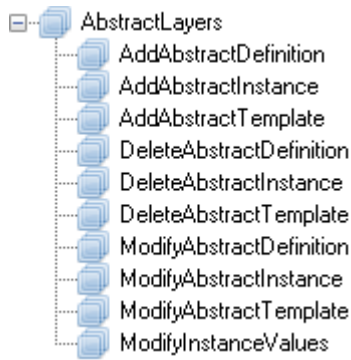 AbstractLayers
AddAbstractDefinition
AddAbstractInstance
AddAbstractTemplate
DeleteAbstractDefinition
DeleteAbstractInstance
DeleteAbstractTemplate
ModifyAbstractDefinition
ModifyAbstractInstance
ModifyAbstractTemplate
ModifyInstanceValues